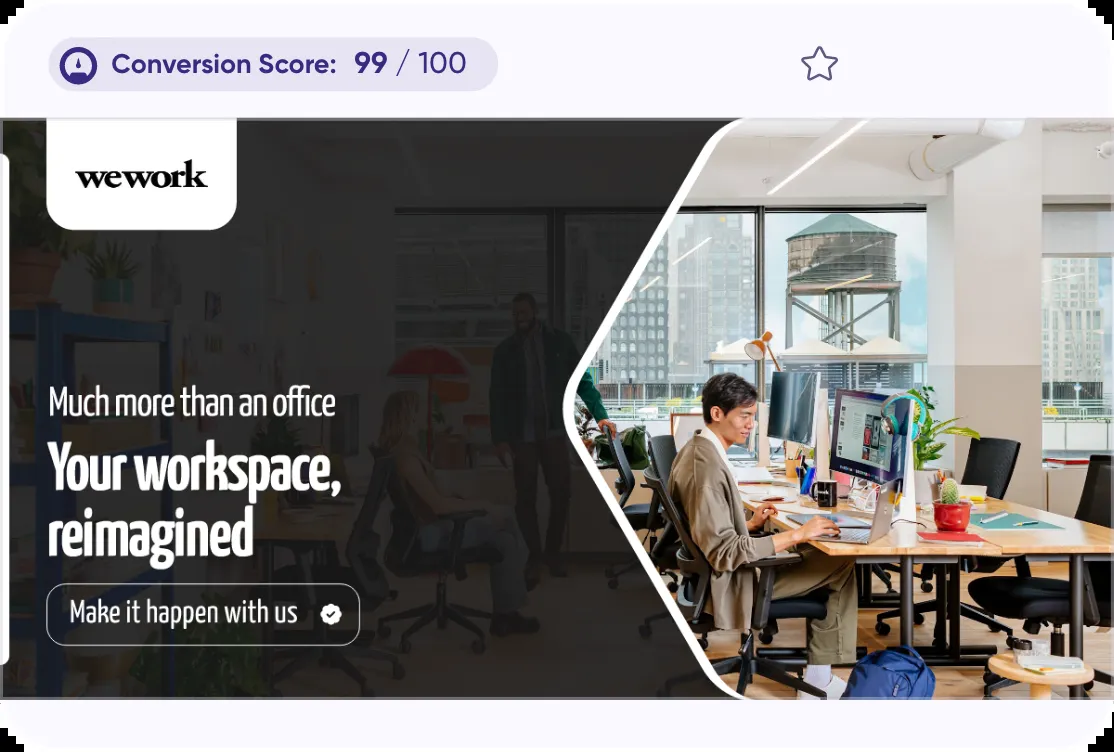 Conversion Score: 99 / 100
wework
Much more than an office
Your workspace,
reimagined
Make it happen with us